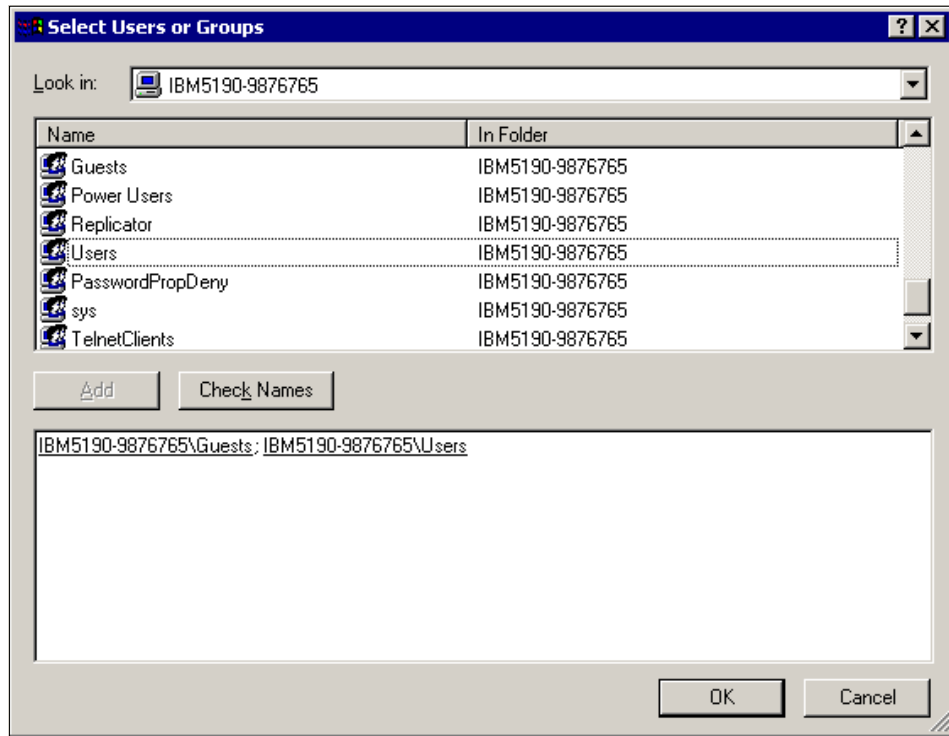 Select Users or Groups
Look in: IBM5190-9876765
Name In Folder
Guests IBM5190-9876765
Power Users IBM5190-9876765
Replicator IBM5190-9876765
Users IBM5190-9876765
PasswordPropDeny IBM5190-9876765
sys IBM5190-9876765
TelnetClients IBM5190-9876765
Add Check Names
IBM5190-9876765\Guests; IBM5190-9876765\Users
OK Cancel